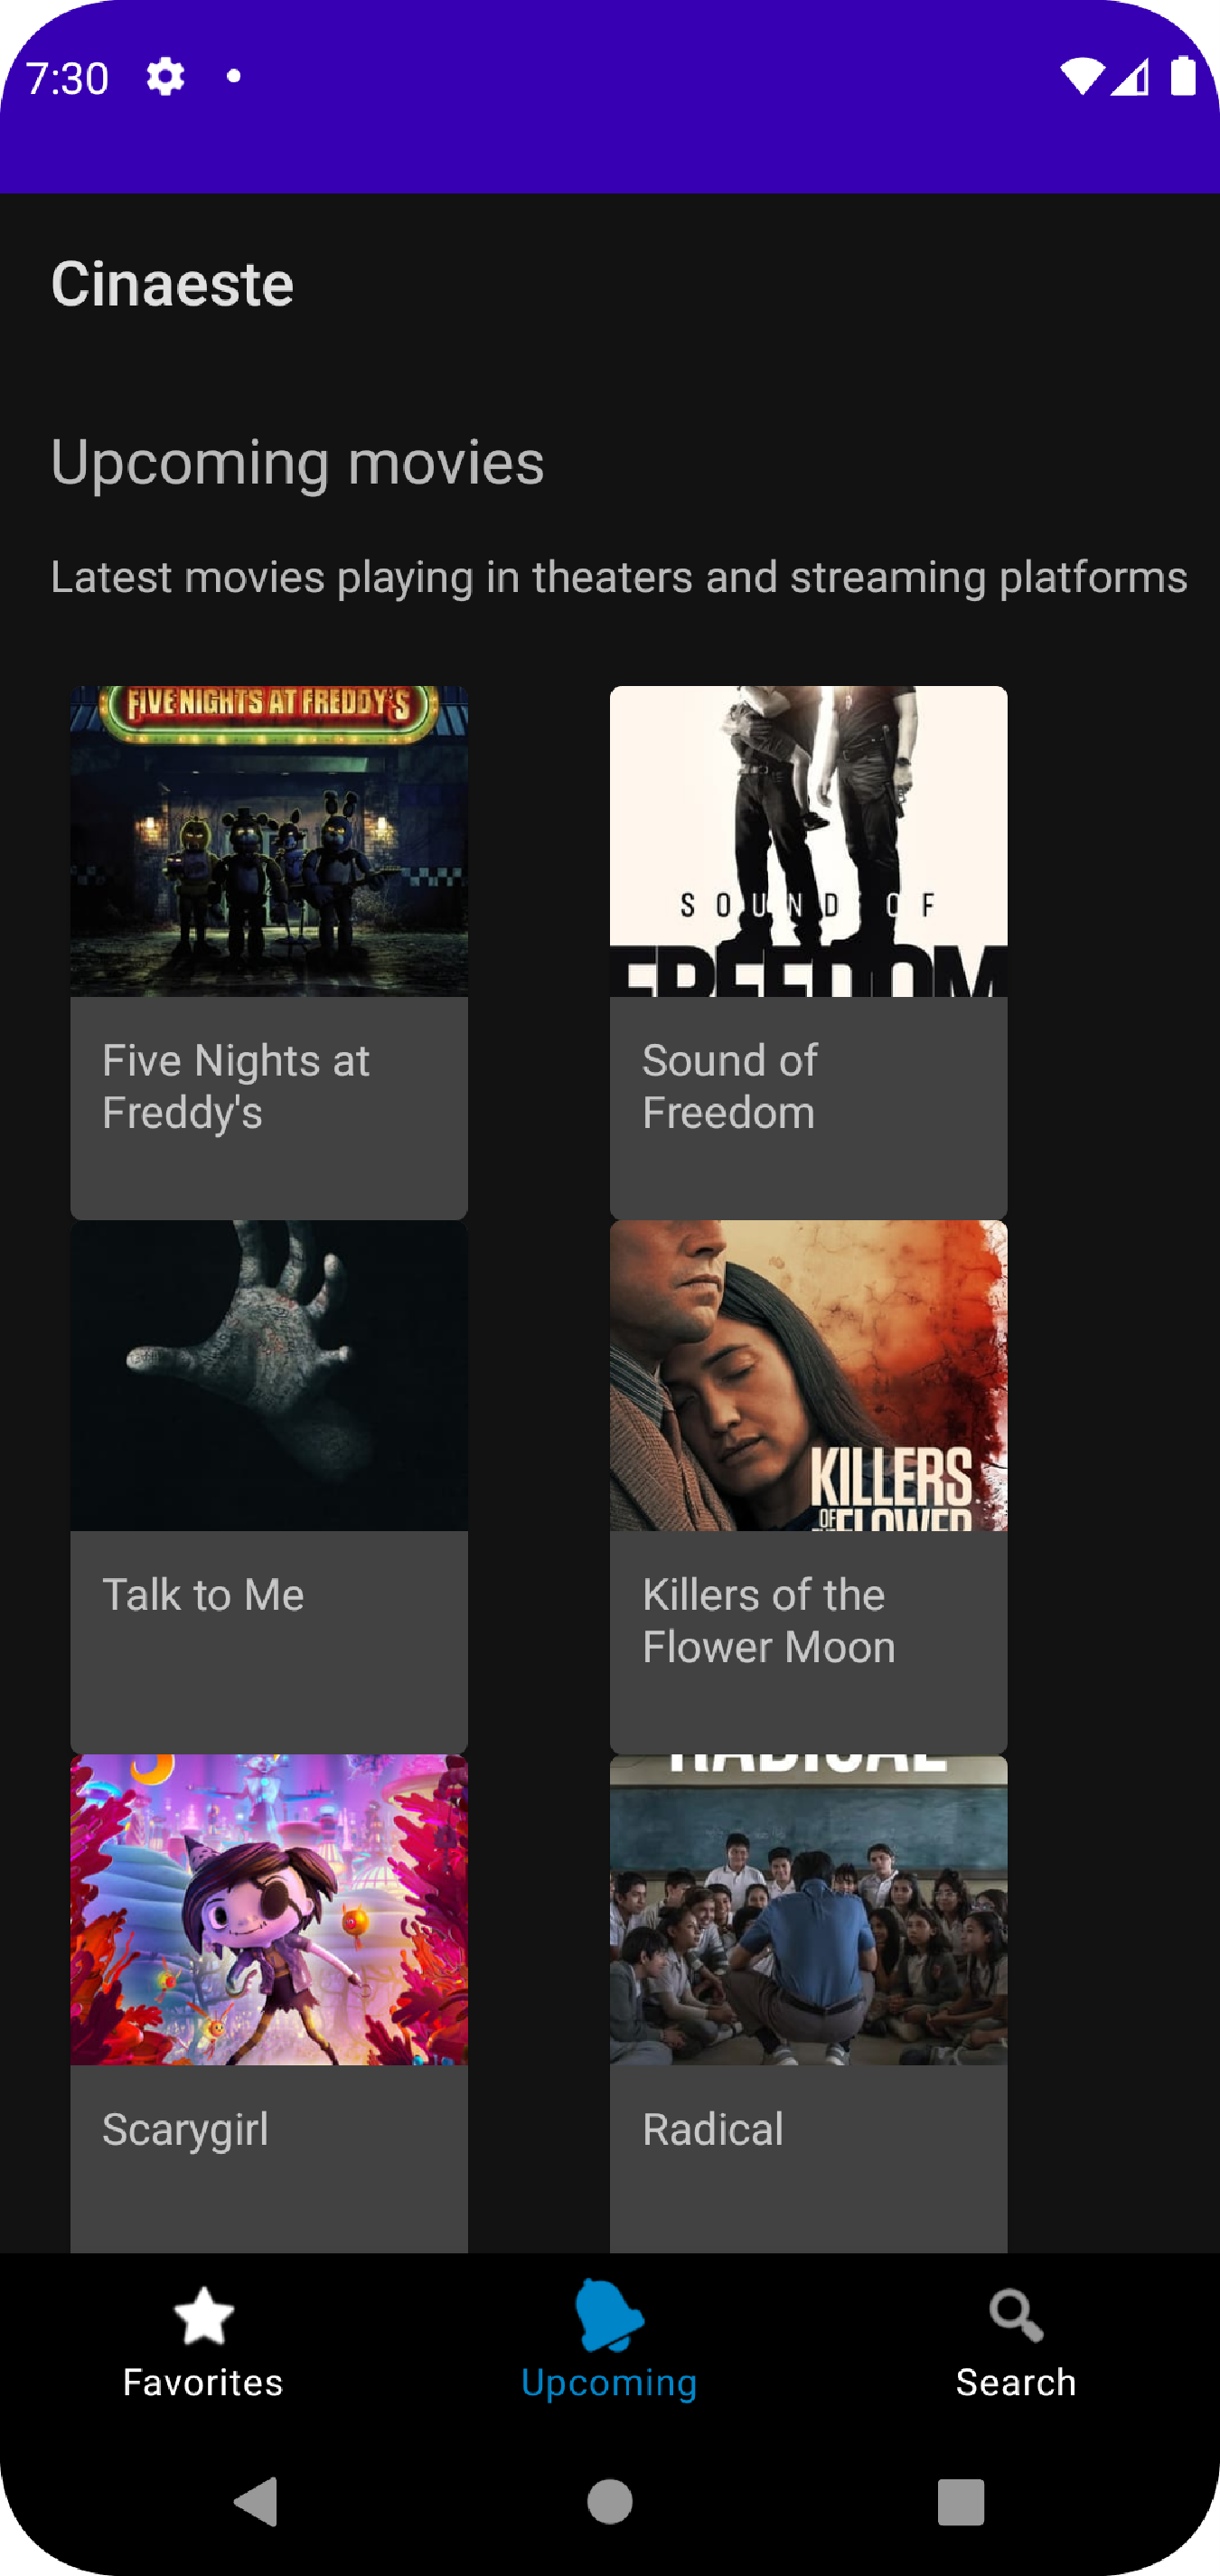 7:30
Cinaeste
Upcoming movies
Latest movies playing in theaters and streaming platforms
FIVE NIGHTS AT FREDDY'S
SOUND OF
FREEDOM
Five Nights at
Freddy's
Sound of
Freedom
KILLERS
OF THE FLOWER
Talk to Me
Killers of the
Flower Moon
RADICAL
Scarygirl
Radical
Favorites
Upcoming
Search